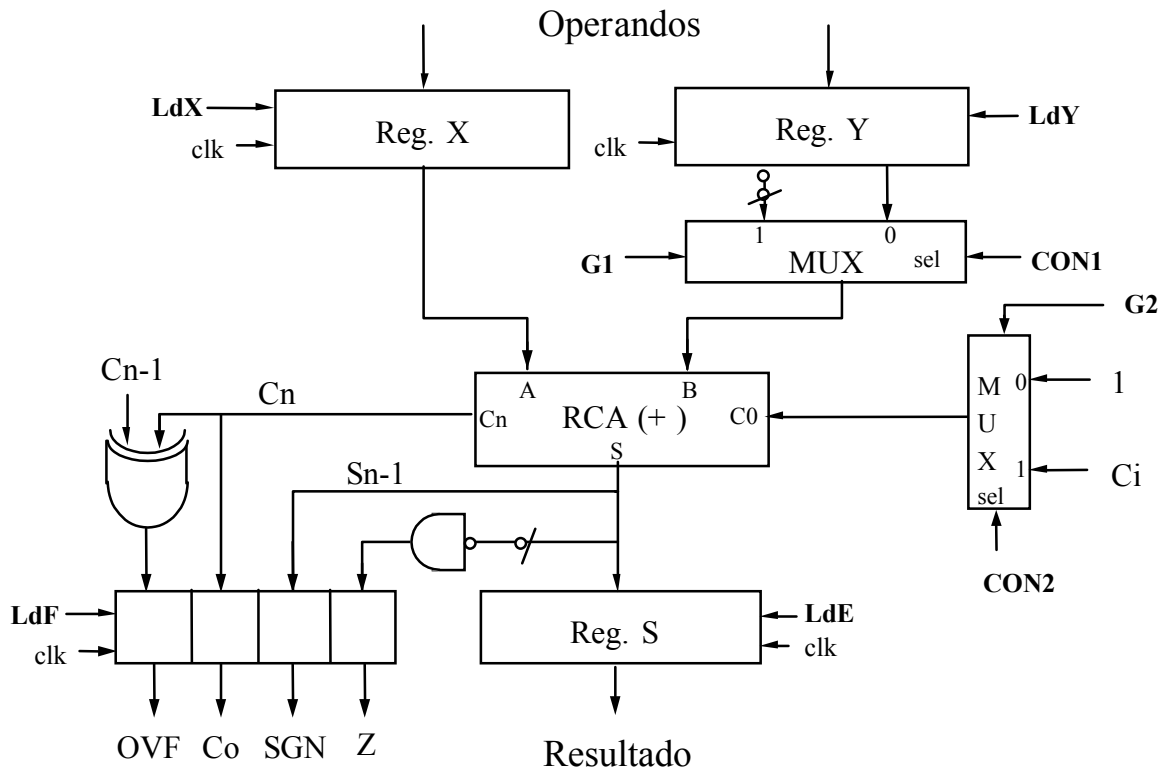 Operandos
LdX
clk
Reg. X
clk
Reg. Y
LdY
1
0
G1
MUX
sel
CON1
G2
Cn-1
Cn
A
B
Cn
RCA (+ )
C0
S
M
U
X
0
1
1
Ci
sel
CON2
Sn-1
LdF
clk
Reg. S
LdE
clk
OVF
Co
SGN
Z
Resultado